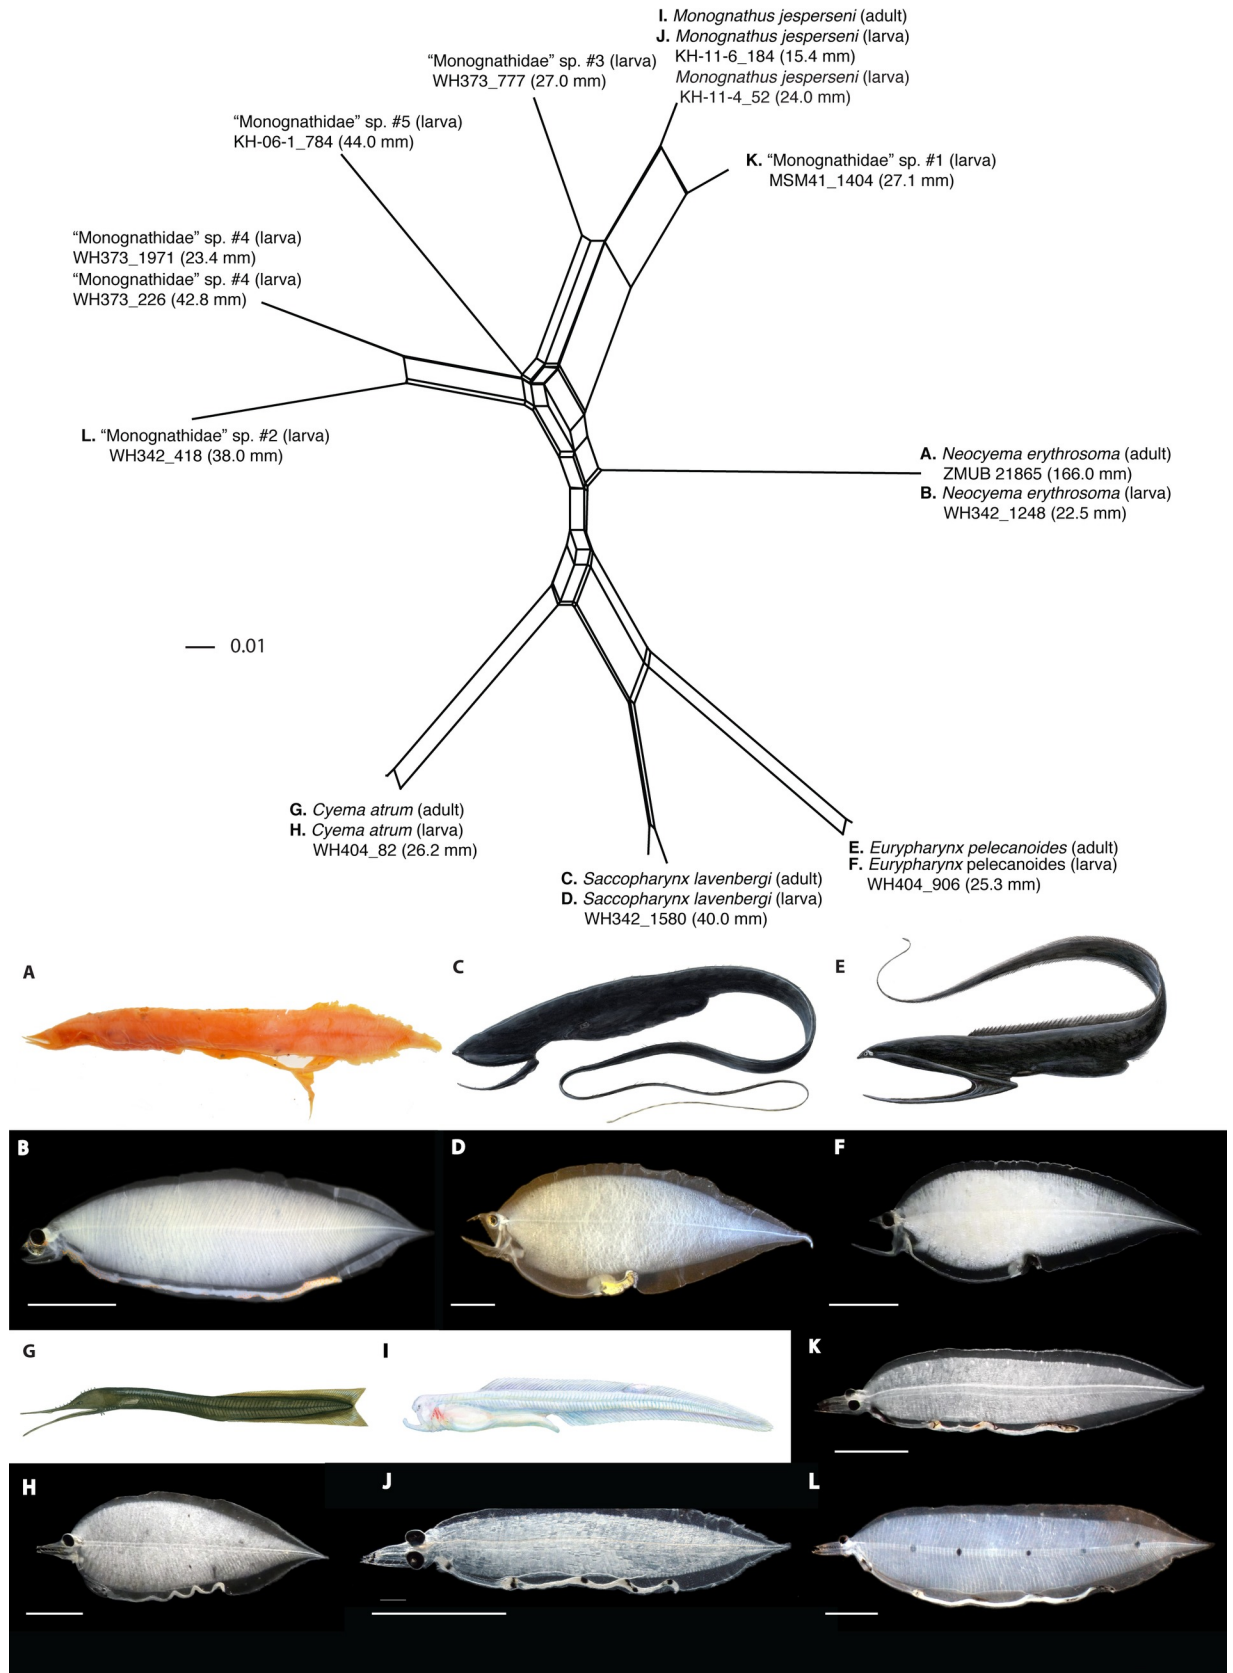 I. Monognathus jesperseni (adult)
J. Monognathus jesperseni (larva)
KH-11-6_184 (15.4 mm)
Monognathus jesperseni (larva)
KH-11-4_52 (24.0 mm)
“Monognathidae” sp. #3 (larva)
WH373_777 (27.0 mm)
“Monognathidae” sp. #5 (larva)
KH-06-1_784 (44.0 mm)
K. “Monognathidae” sp. #1 (larva)
MSM41_1404 (27.1 mm)
“Monognathidae” sp. #4 (larva)
WH373_1971 (23.4 mm)
“Monognathidae” sp. #4 (larva)
WH373_226 (42.8 mm)
L. “Monognathidae” sp. #2 (larva)
WH342_418 (38.0 mm)
A. Neocyema erythrosoma (adult)
ZMUB 21865 (166.0 mm)
B. Neocyema erythrosoma (larva)
WH342_1248 (22.5 mm)
0.01
G. Cyema atrum (adult)
H. Cyema atrum (larva)
WH404_82 (26.2 mm)
E. Eurypharynx pelecanoides (adult)
F. Eurypharynx pelecanoides (larva)
WH404_906 (25.3 mm)
C. Saccopharynx lavenbergi (adult)
D. Saccopharynx lavenbergi (larva)
WH342_1580 (40.0 mm)
A
C
E
B
D
F
G
I
K
H
J
L